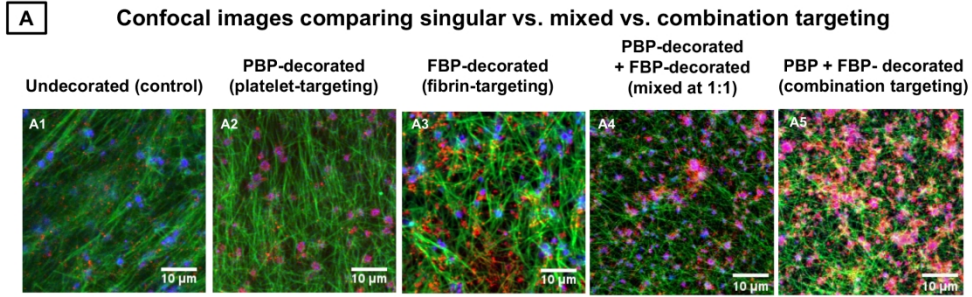 A
Confocal images comparing singular vs. mixed vs. combination targeting
Undecorated (control)
PBP-decorated
(platelet-targeting)
FBP-decorated
(fibrin-targeting)
PBP-decorated
+ FBP-decorated
(mixed at 1:1)
PBP + FBP- decorated
(combination targeting)
A1
A2
A3
A4
A5
10 µm
10 µm
10 µm
10 µm
10 µm